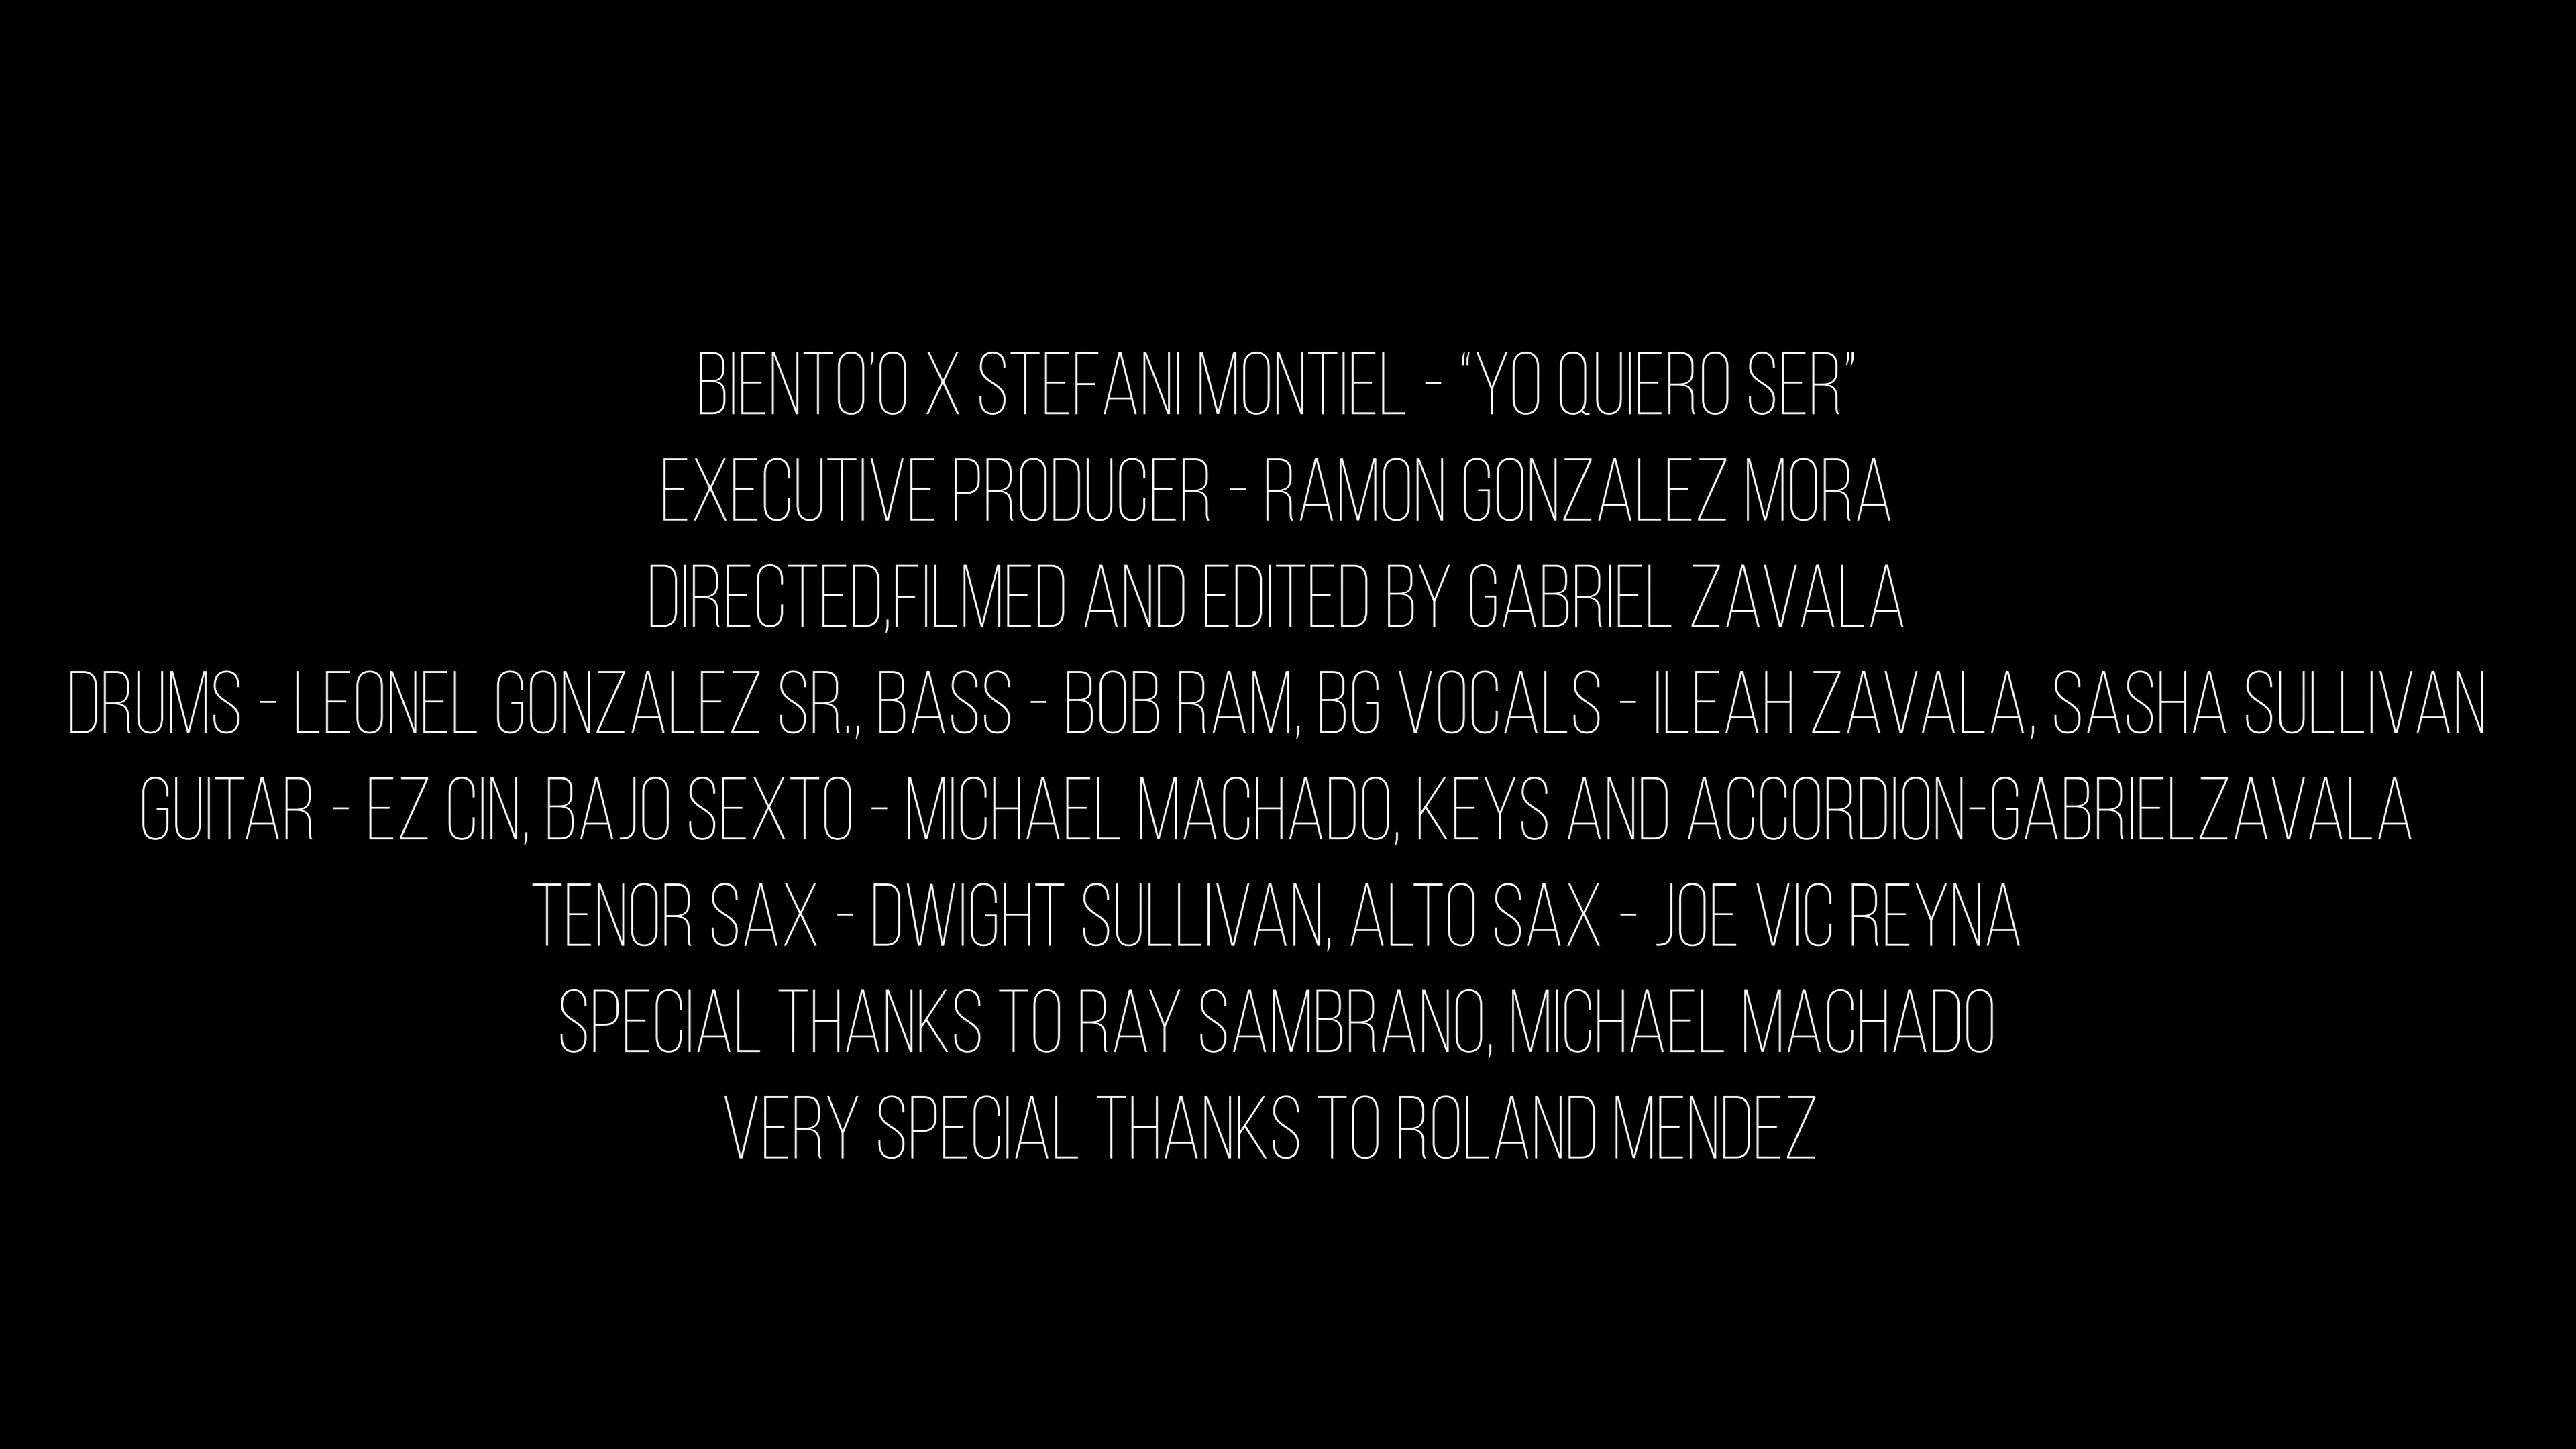 BIENTO'O X STEFANI MONTIEL - “YO QUIERO SER”
EXECUTIVE PRODUCER - RAMON GONZALEZ MORA
DIRECTED,FILMED AND EDITED BY GABRIEL ZAVALA
DRUMS - LEONEL GONZALEZ SR., BASS - BOB RAM, BG VOCALS - ILEAH ZAVALA, SASHA SULLIVAN
GUITAR - EZ CIN, BAJO SEXTO - MICHAEL MACHADO, KEYS AND ACCORDION-GABRIELZAVALA
TENOR SAX - DWIGHT SULLIVAN, ALTO SAX - JOE VIC REYNA
SPECIAL THANKS TO RAY SAMBRANO, MICHAEL MACHADO
VERY SPECIAL THANKS TO ROLAND MENDEZ